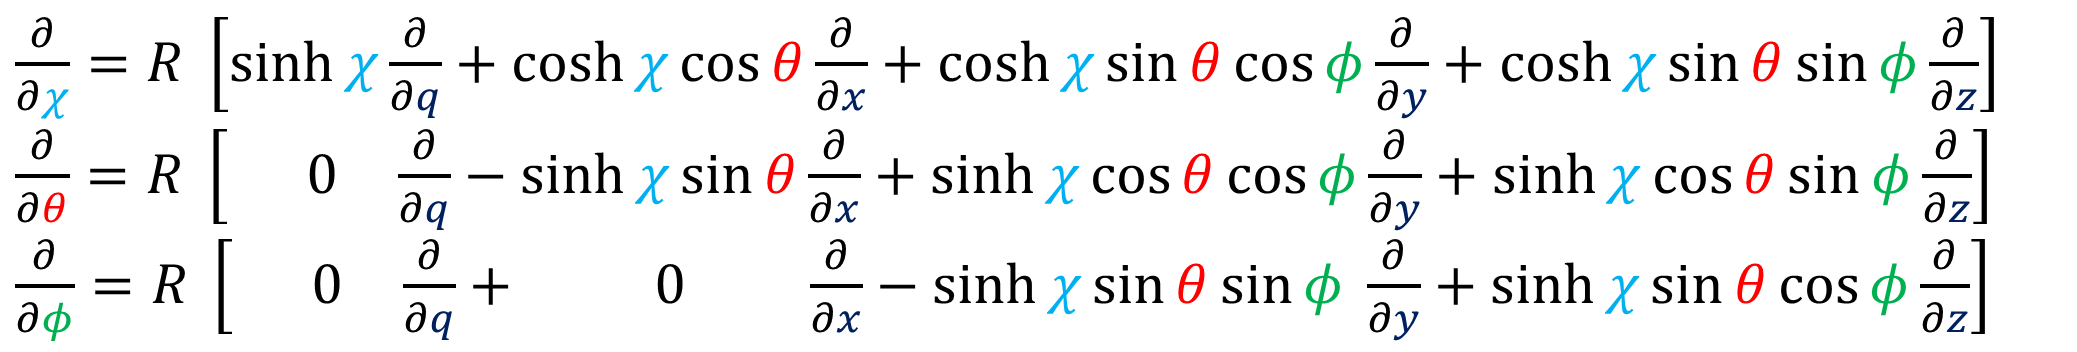 ∂/∂χ = R [sinh χ ∂/∂q + cosh χ cos θ ∂/∂x + cosh χ sin θ cos ϕ ∂/∂y + cosh χ sin θ sin ϕ ∂/∂z]
∂/∂θ = R [0 ∂/∂q − sinh χ sin θ ∂/∂x + sinh χ cos θ cos ϕ ∂/∂y + sinh χ cos θ sin ϕ ∂/∂z]
∂/∂ϕ = R [0 ∂/∂q + 0 ∂/∂x − sinh χ sin θ sin ϕ ∂/∂y + sinh χ sin θ cos ϕ ∂/∂z]